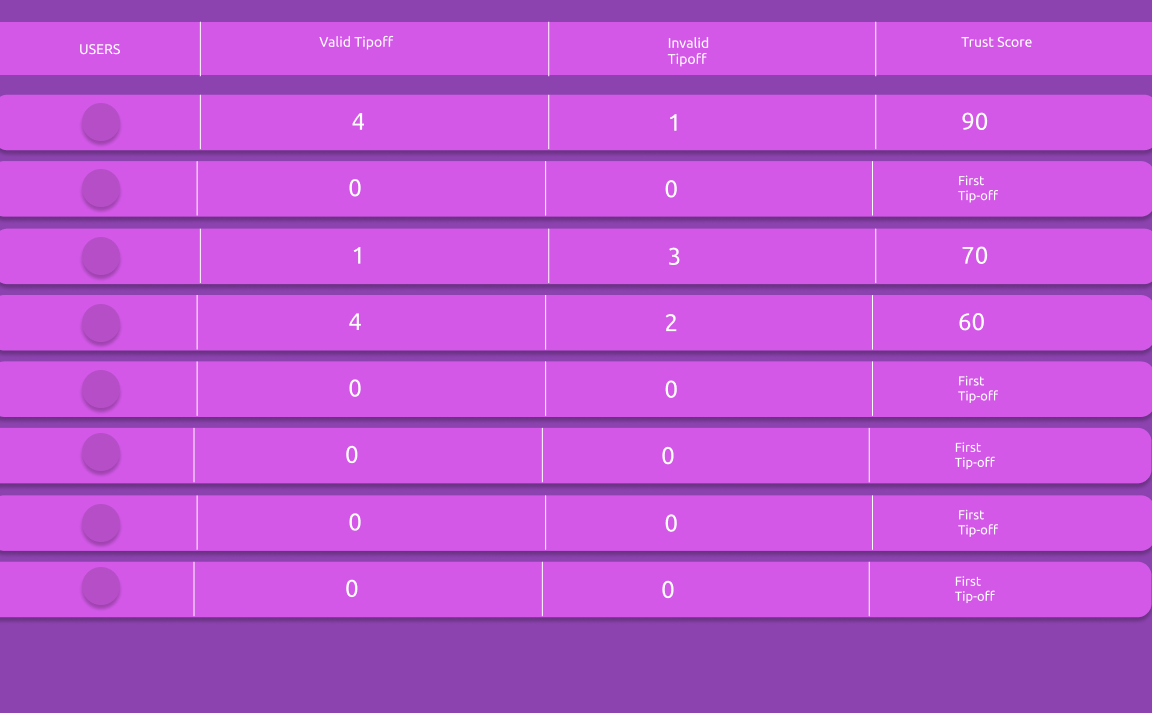 USERS
Valid Tipoff
Invalid
Tipoff
Trust Score
4
1
90
0
0
First
Tip-off
1
3
70
4
2
60
0
0
First
Tip-off
0
0
First
Tip-off
0
0
First
Tip-off
0
0
First
Tip-off